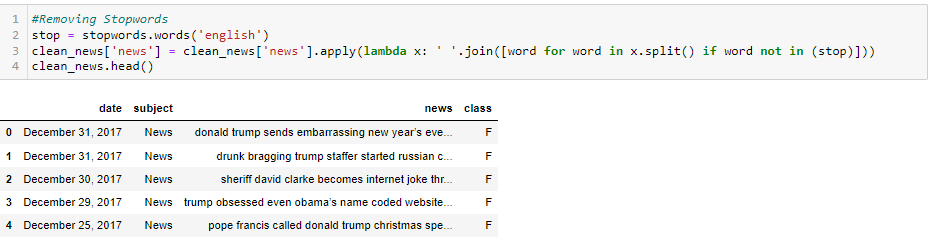 1 #Removing Stopwords
2 stop = stopwords.words('english')
3 clean_news['news'] = clean_news['news'].apply(lambda x: ' '.join([word for word in x.split() if word not in (stop)]))
4 clean_news.head()
date subject news class
0 December 31, 2017 News donald trump sends embarrassing new year’s eve... F
1 December 31, 2017 News drunk bragging trump staffer started russian c... F
2 December 30, 2017 News sheriff david clarke becomes internet joke thr... F
3 December 29, 2017 News trump obsessed even obama’s name coded website... F
4 December 25, 2017 News pope francis called donald trump christmas spe... F